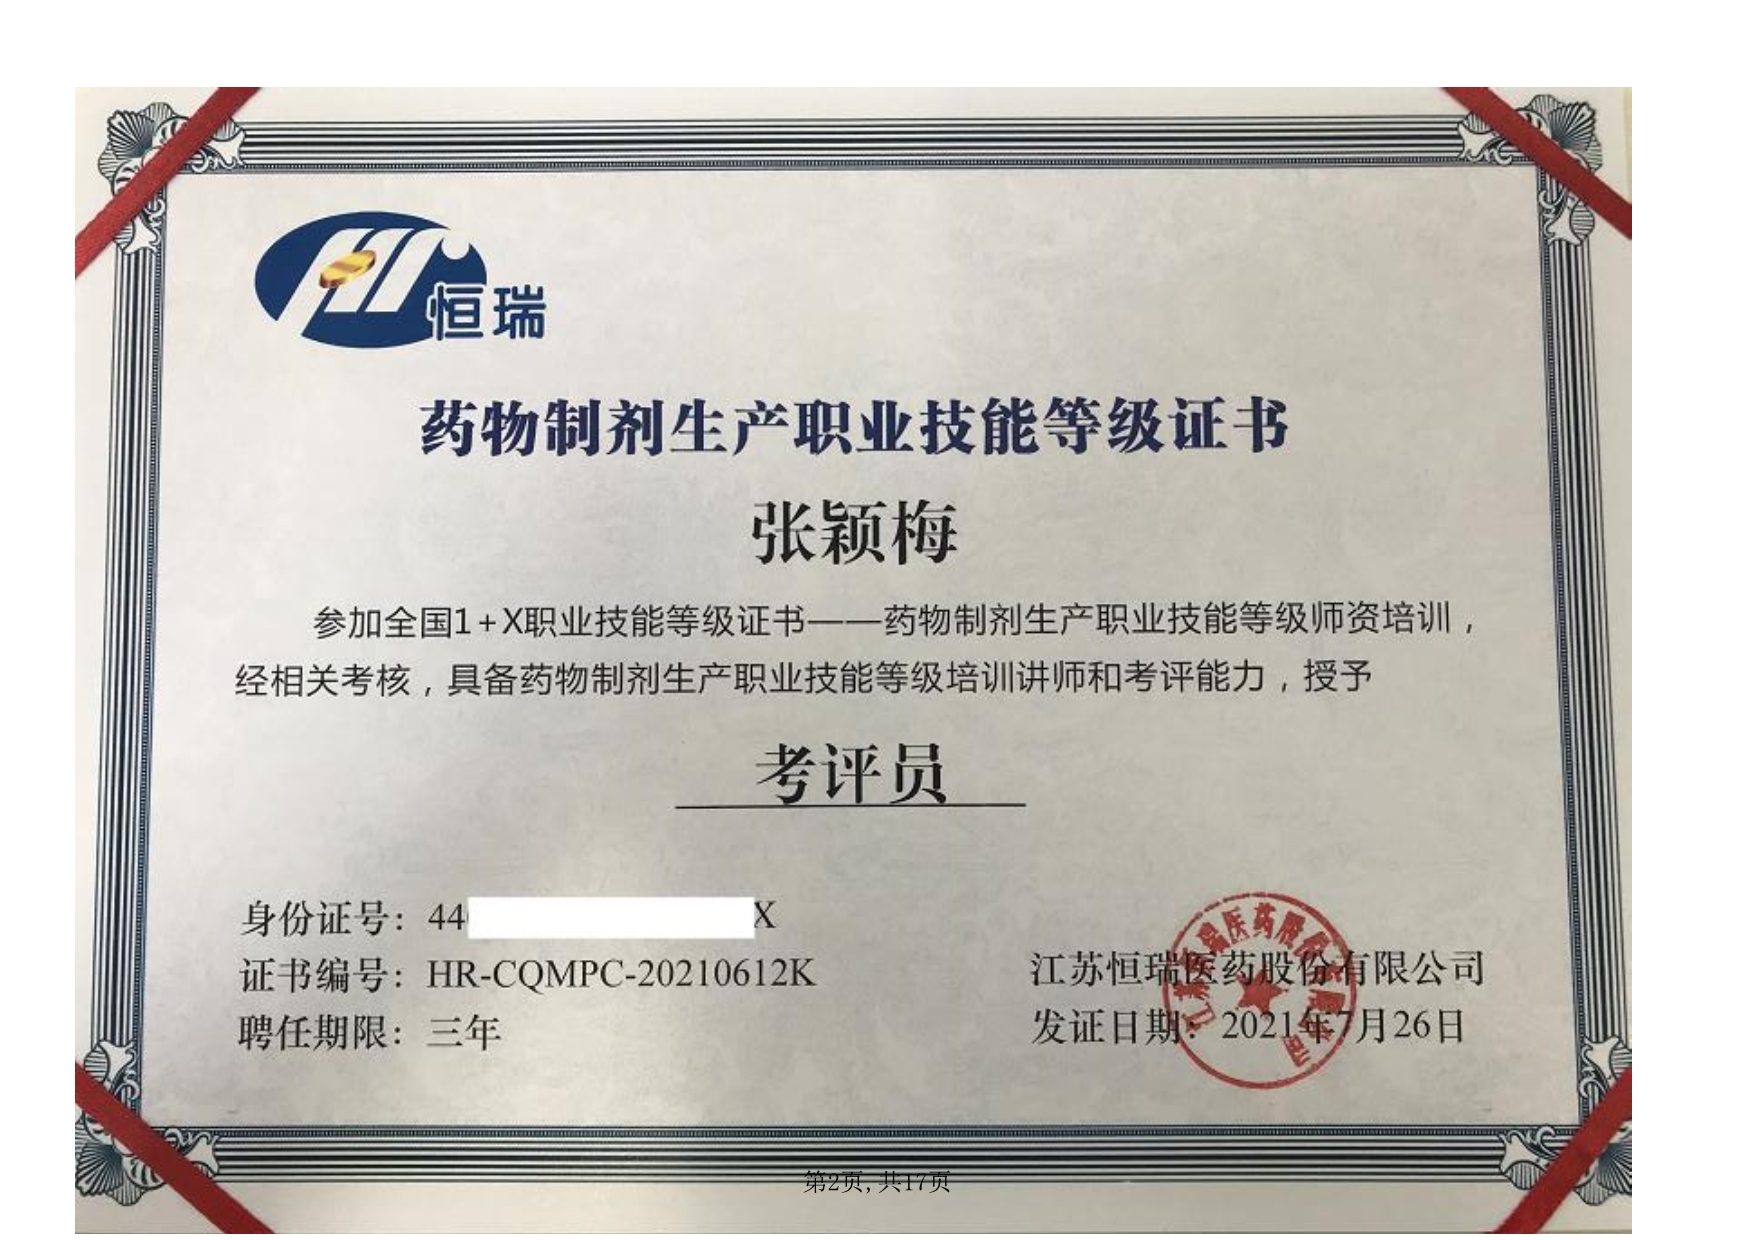 恒瑞
药物制剂生产职业技能等级证书
张颖梅
参加全国1+X职业技能等级证书——药物制剂生产职业技能等级师资培训，
经相关考核，具备药物制剂生产职业技能等级培训讲师和考评能力，授予
考评员
身份证号：44 X
证书编号：HR-CQMPC-20210612K
聘任期限：三年
江苏恒瑞医药股份有限公司
发证日期：2021年7月26日
第2页, 共17页